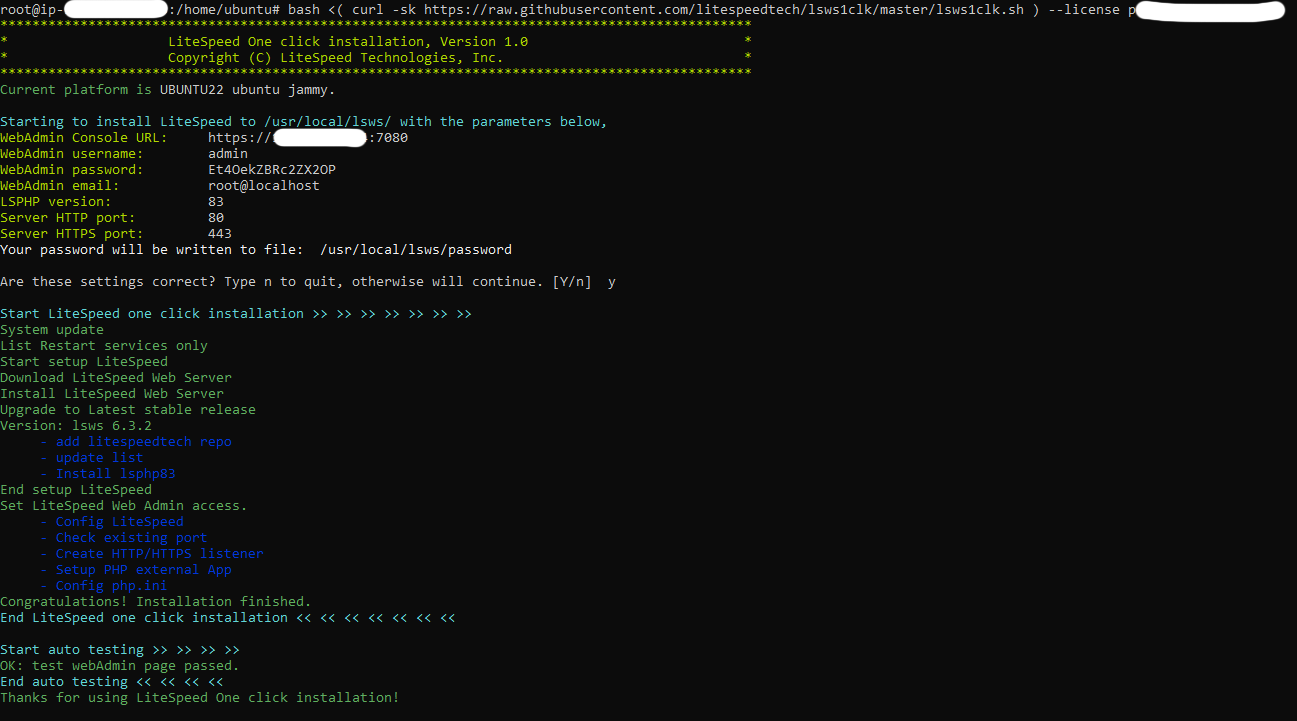 root@ip- :/home/ubuntu# bash <( curl -sk https://raw.githubusercontent.com/litespeedtech/lsws1clk/master/lsws1clk.sh ) --license p
**********************************************************************************************
* LiteSpeed One click installation, Version 1.0 *
* Copyright (C) LiteSpeed Technologies, Inc. *
**********************************************************************************************
Current platform is UBUNTU22 ubuntu jammy.
Starting to install LiteSpeed to /usr/local/lsws/ with the parameters below,
WebAdmin Console URL: https:// :7080
WebAdmin username: admin
WebAdmin password: Et4OekZBRc2ZX2OP
WebAdmin email: root@localhost
LSPHP version: 83
Server HTTP port: 80
Server HTTPS port: 443
Your password will be written to file: /usr/local/lsws/password
Are these settings correct? Type n to quit, otherwise will continue. [Y/n] y
Start LiteSpeed one click installation >> >> >> >> >> >> >>
System update
List Restart services only
Start setup LiteSpeed
Download LiteSpeed Web Server
Install LiteSpeed Web Server
Upgrade to Latest stable release
Version: lsws 6.3.2
- add litespeedtech repo
- update list
- Install lsphp83
End setup LiteSpeed
Set LiteSpeed Web Admin access.
- Config LiteSpeed
- Check existing port
- Create HTTP/HTTPS listener
- Setup PHP external App
- Config php.ini
Congratulations! Installation finished.
End LiteSpeed one click installation << << << << << << <<
Start auto testing >> >> >> >>
OK: test webAdmin page passed.
End auto testing << << << <<
Thanks for using LiteSpeed One click installation!